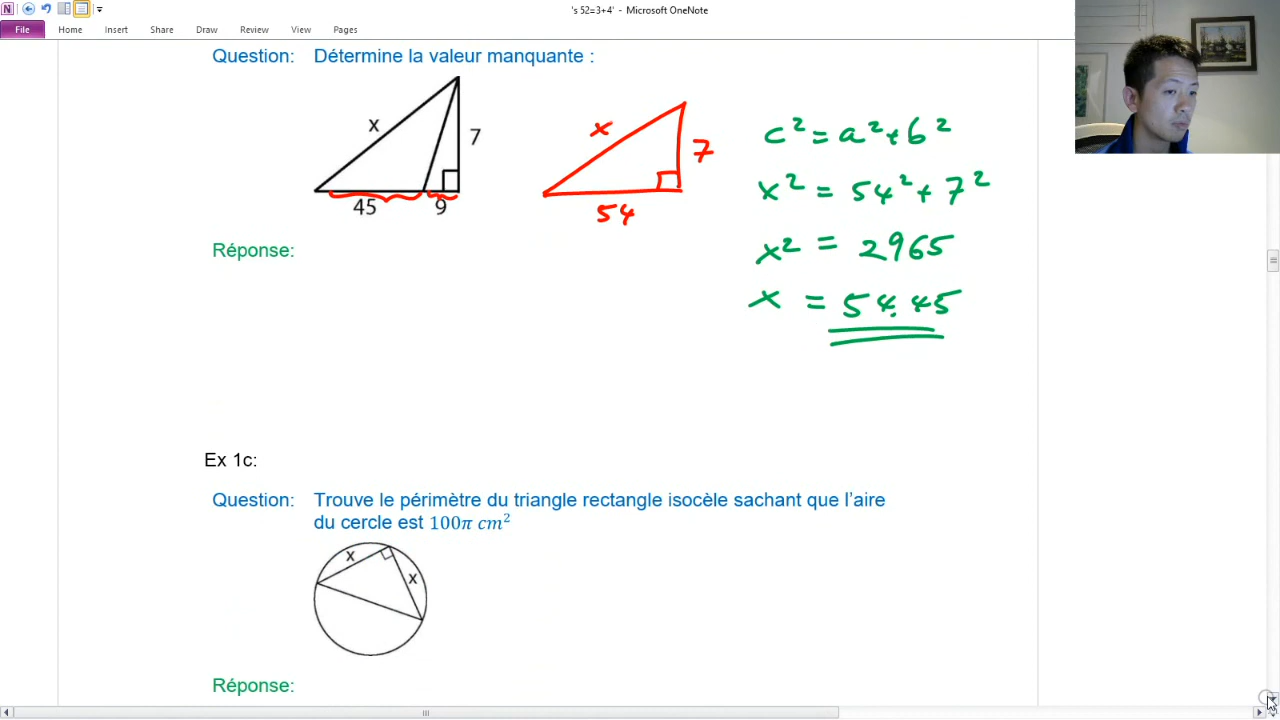 's 52=3+4' - Microsoft OneNote
File Home Insert Share Draw Review View Pages
Question: Détermine la valeur manquante :
x
7
45
9
x
7
54
c² = a² + b²
x² = 54² + 7²
x² = 2965
x = 54.45
Réponse:
Ex 1c:
Question: Trouve le périmètre du triangle rectangle isocèle sachant que l'aire
du cercle est 100π cm²
x
x
Réponse: